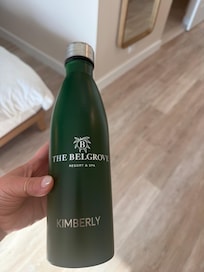 B
THE BELGROVE
RESORT & SPA
KIMBERLY